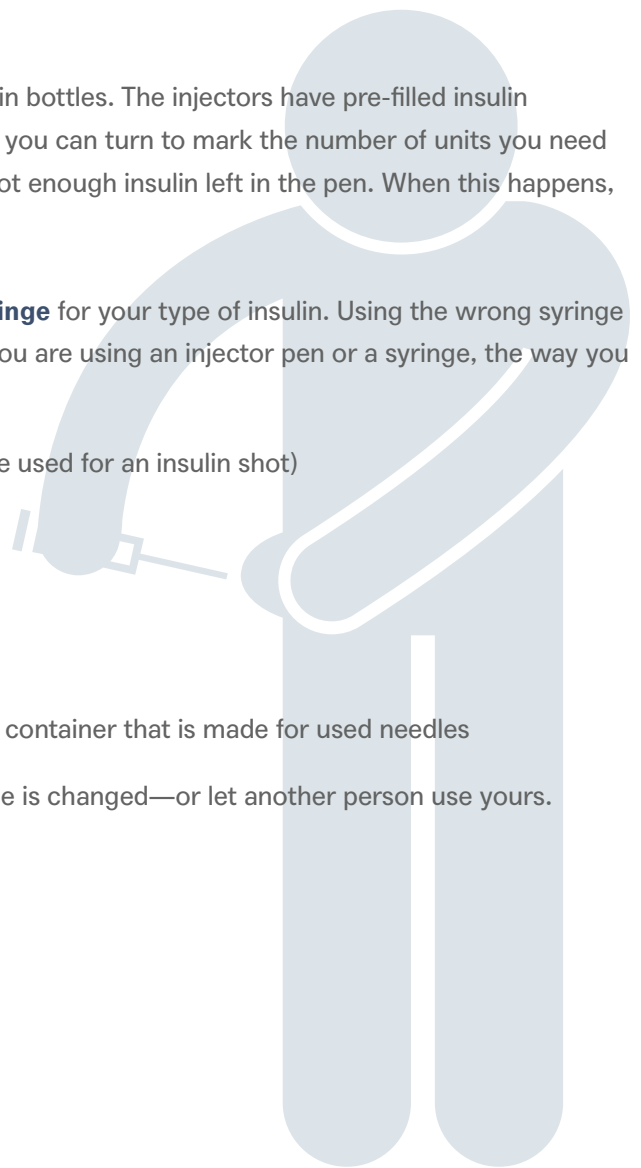 in bottles. The injectors have pre-filled insulin
you can turn to mark the number of units you need
ot enough insulin left in the pen. When this happens,
inge for your type of insulin. Using the wrong syringe
ou are using an injector pen or a syringe, the way you
e used for an insulin shot)
container that is made for used needles
e is changed—or let another person use yours.